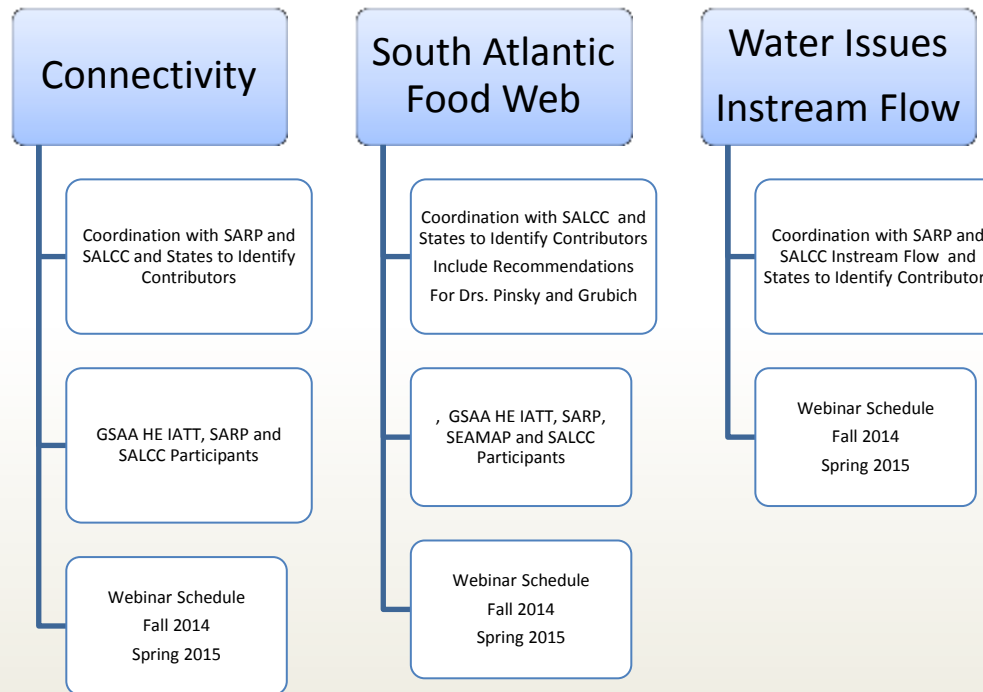 Connectivity
Coordination with SARP and
SALCC and States to Identify
Contributors
GSAA HE IATT, SARP and
SALCC Participants
Webinar Schedule
Fall 2014
Spring 2015
South Atlantic
Food Web
Coordination with SALCC and
States to Identify Contributors
Include Recommendations
For Drs. Pinsky and Grubich
, GSAA HE IATT, SARP,
SEAMAP and SALCC
Participants
Webinar Schedule
Fall 2014
Spring 2015
Water Issues
Instream Flow
Coordination with SARP and
SALCC Instream Flow and
States to Identify Contributor
Webinar Schedule
Fall 2014
Spring 2015